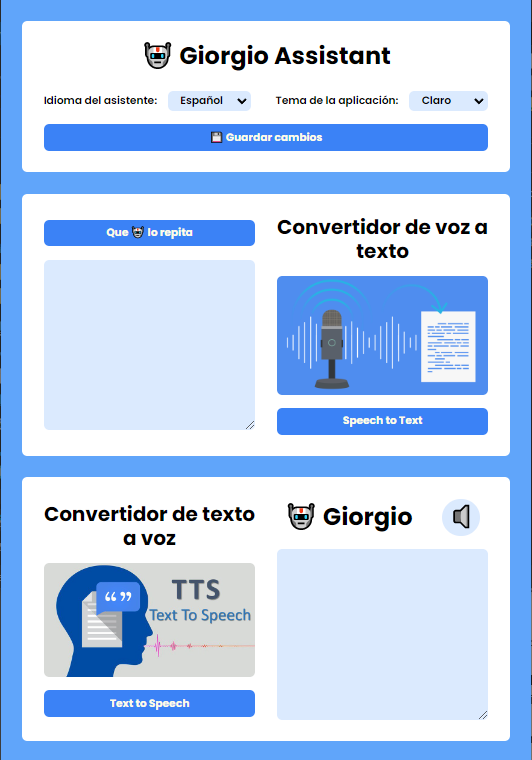 Giorgio Assistant
Idioma del asistente: Español Tema de la aplicación: Claro
Guardar cambios
Que lo repita
Convertidor de voz a
texto
Speech to Text
Convertidor de texto
a voz
TTS
Text To Speech
Text to Speech
Giorgio